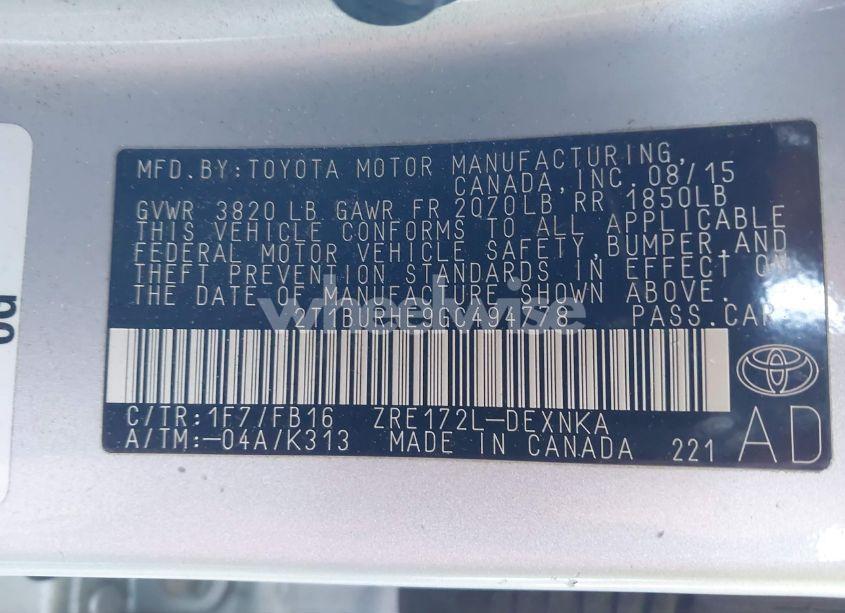 MFD. BY: TOYOTA MOTOR MANUFACTURING,
CANADA, INC. 08/15
GVWR 3820 LB GAWR FR 2070LB RR 1850LB
THIS VEHICLE CONFORMS TO ALL APPLICABLE
FEDERAL MOTOR VEHICLE SAFETY, BUMPER, AND
THEFT PREVENTION STANDARDS IN EFFECT ON
THE DATE OF MANUFACTURE SHOWN ABOVE.
wheelwise
PASS. CAR
C/TR: 1F7/FB16 ZRE172L-DEXNKA
A/TM: -04A/K313 MADE IN CANADA 221
AD